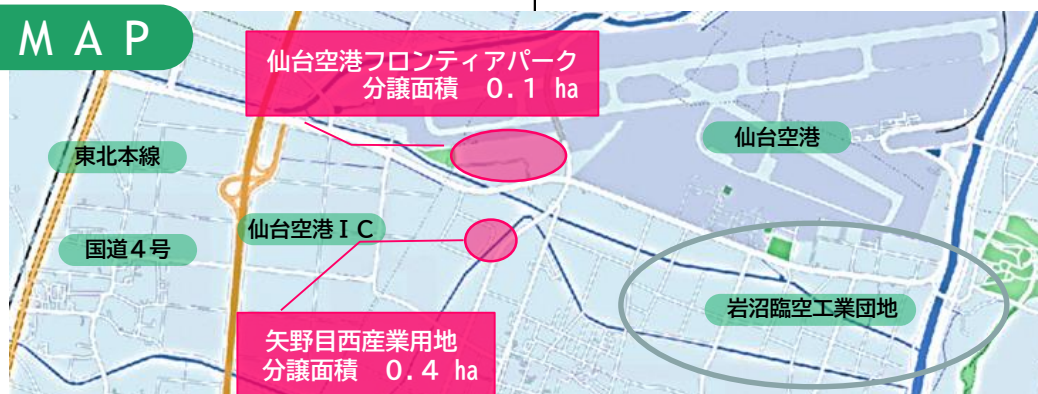 MAP
仙台空港フロンティアパーク
分譲面積 0.1 ha
東北本線
仙台空港
仙台空港IC
国道4号
岩沼臨空工業団地
矢野目西産業用地
分譲面積 0.4 ha